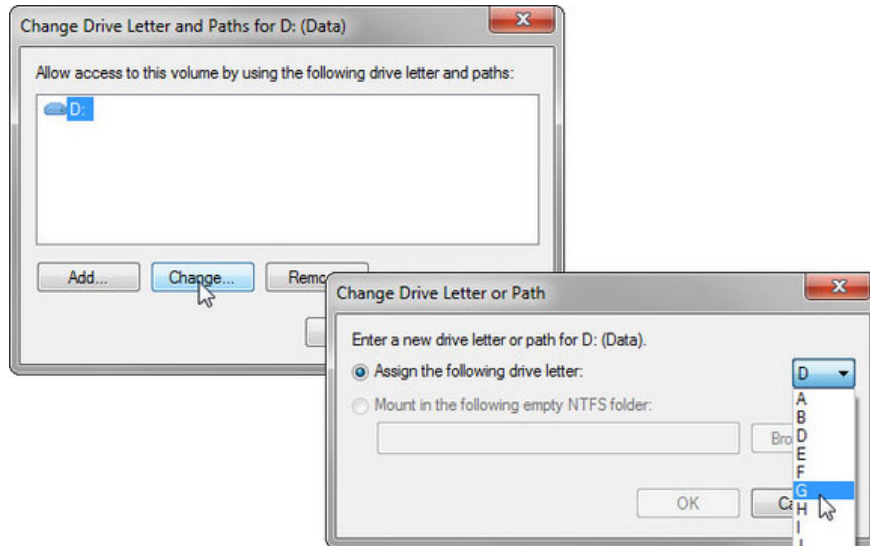 Change Drive Letter and Paths for D: (Data)
Allow access to this volume by using the following drive letter and paths:
D:
Add... Change...
Change Drive Letter or Path
Enter a new drive letter or path for D: (Data).
Assign the following drive letter: D
Mount in the following empty NTFS folder:
A
B
D
E
F
G
H
I
OK